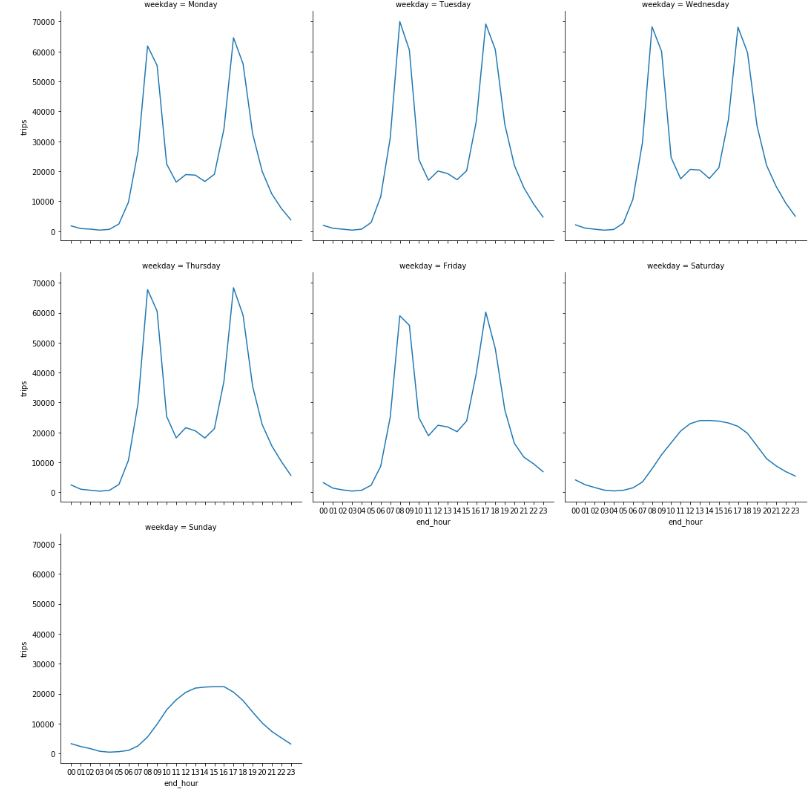 weekday = Monday
weekday = Tuesday
weekday = Wednesday
70000
60000
50000
40000
30000
20000
10000
0
trips
weekday = Thursday
weekday = Friday
weekday = Saturday
70000
60000
50000
40000
30000
20000
10000
0
trips
00 01 02 03 04 05 06 07 08 09 10 11 12 13 14 15 16 17 18 19 20 21 22 23
end_hour
00 01 02 03 04 05 06 07 08 09 10 11 12 13 14 15 16 17 18 19 20 21 22 23
end_hour
weekday = Sunday
70000
60000
50000
40000
30000
20000
10000
0
trips
00 01 02 03 04 05 06 07 08 09 10 11 12 13 14 15 16 17 18 19 20 21 22 23
end_hour